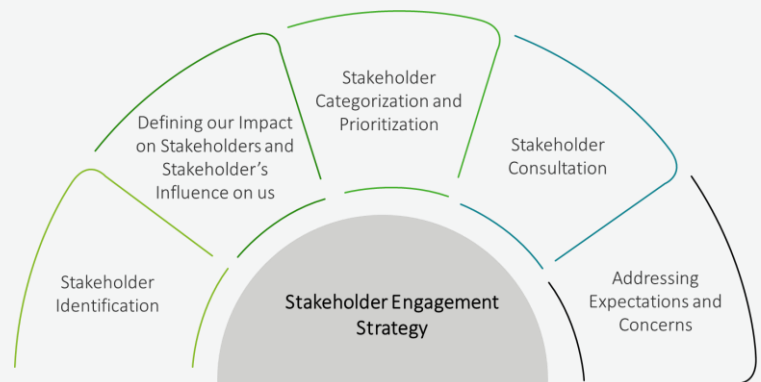 Stakeholder
Identification
Defining our Impact
on Stakeholders and
Stakeholder’s
Influence on us
Stakeholder
Categorization and
Prioritization
Stakeholder
Consultation
Addressing
Expectations and
Concerns
Stakeholder Engagement
Strategy